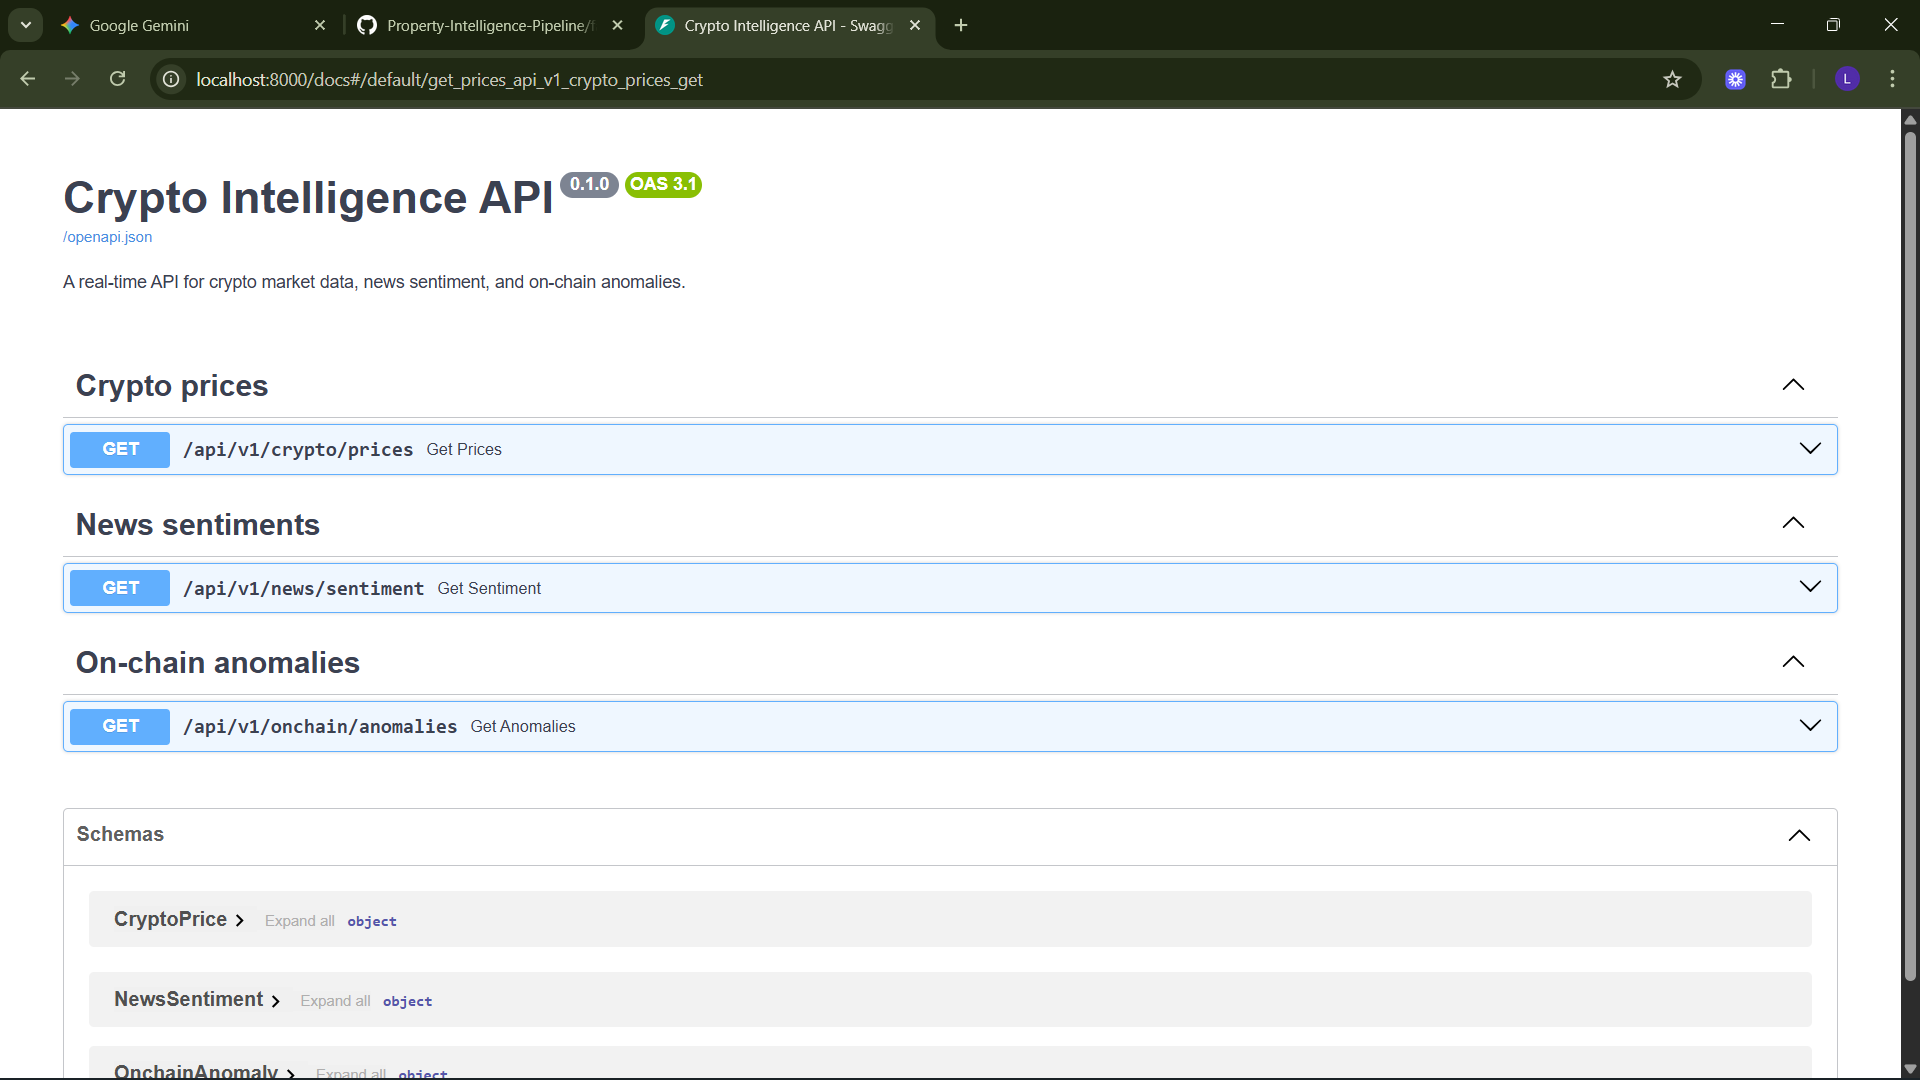 Google Gemini
Property-Intelligence-Pipeline/f
Crypto Intelligence API - Swagg
localhost:8000/docs#/default/get_prices_api_v1_crypto_prices_get
L
Crypto Intelligence API 0.1.0 OAS 3.1
/openapi.json
A real-time API for crypto market data, news sentiment, and on-chain anomalies.
Crypto prices
GET /api/v1/crypto/prices Get Prices
News sentiments
GET /api/v1/news/sentiment Get Sentiment
On-chain anomalies
GET /api/v1/onchain/anomalies Get Anomalies
Schemas
CryptoPrice Expand all object
NewsSentiment Expand all object
OnchainAnomaly Expand all object